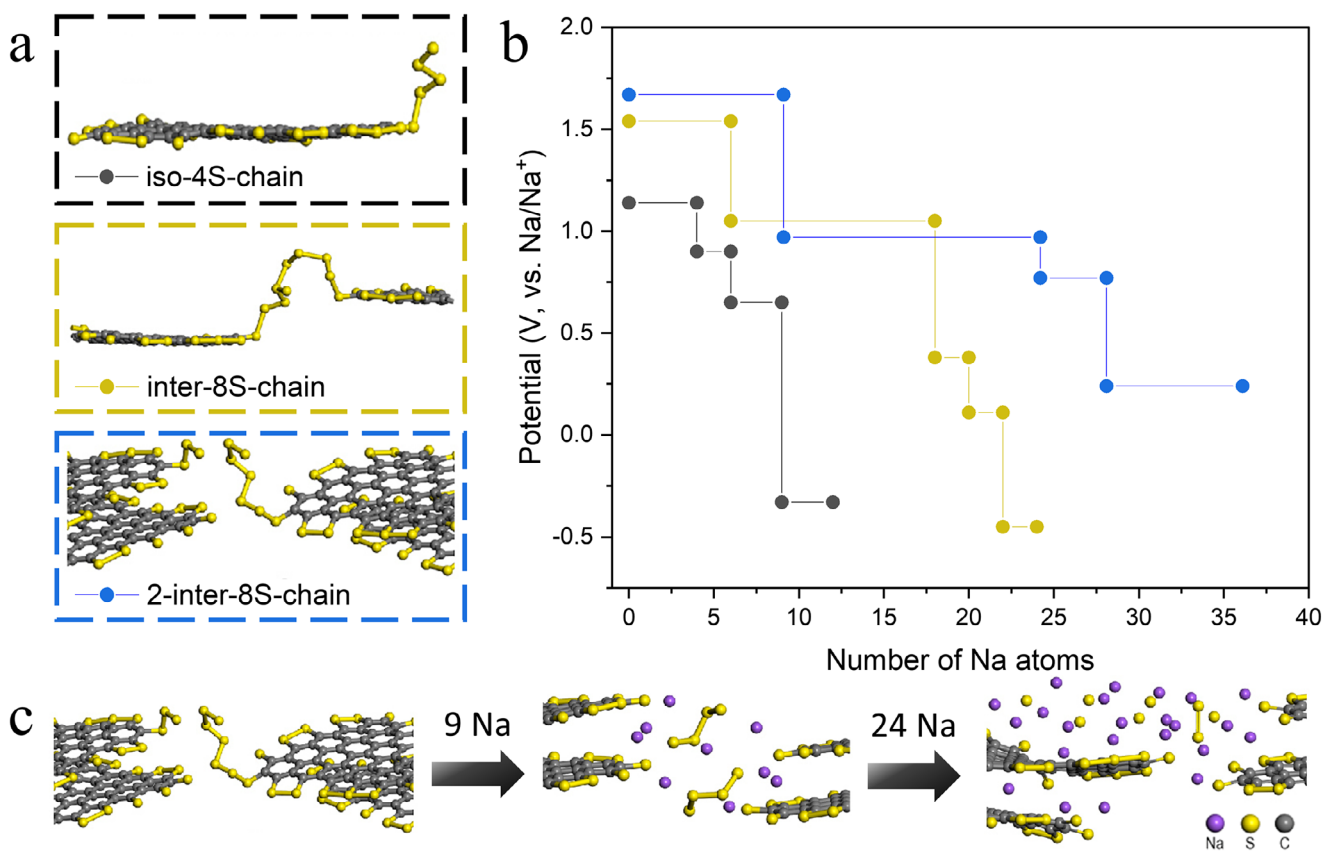 a
iso-4S-chain
inter-8S-chain
2-inter-8S-chain
b
2.0
1.5
1.0
0.5
0.0
-0.5
Potential (V, vs. Na/Na⁺)
0 5 10 15 20 25 30 35 40
Number of Na atoms
c
9 Na
24 Na
Na S C